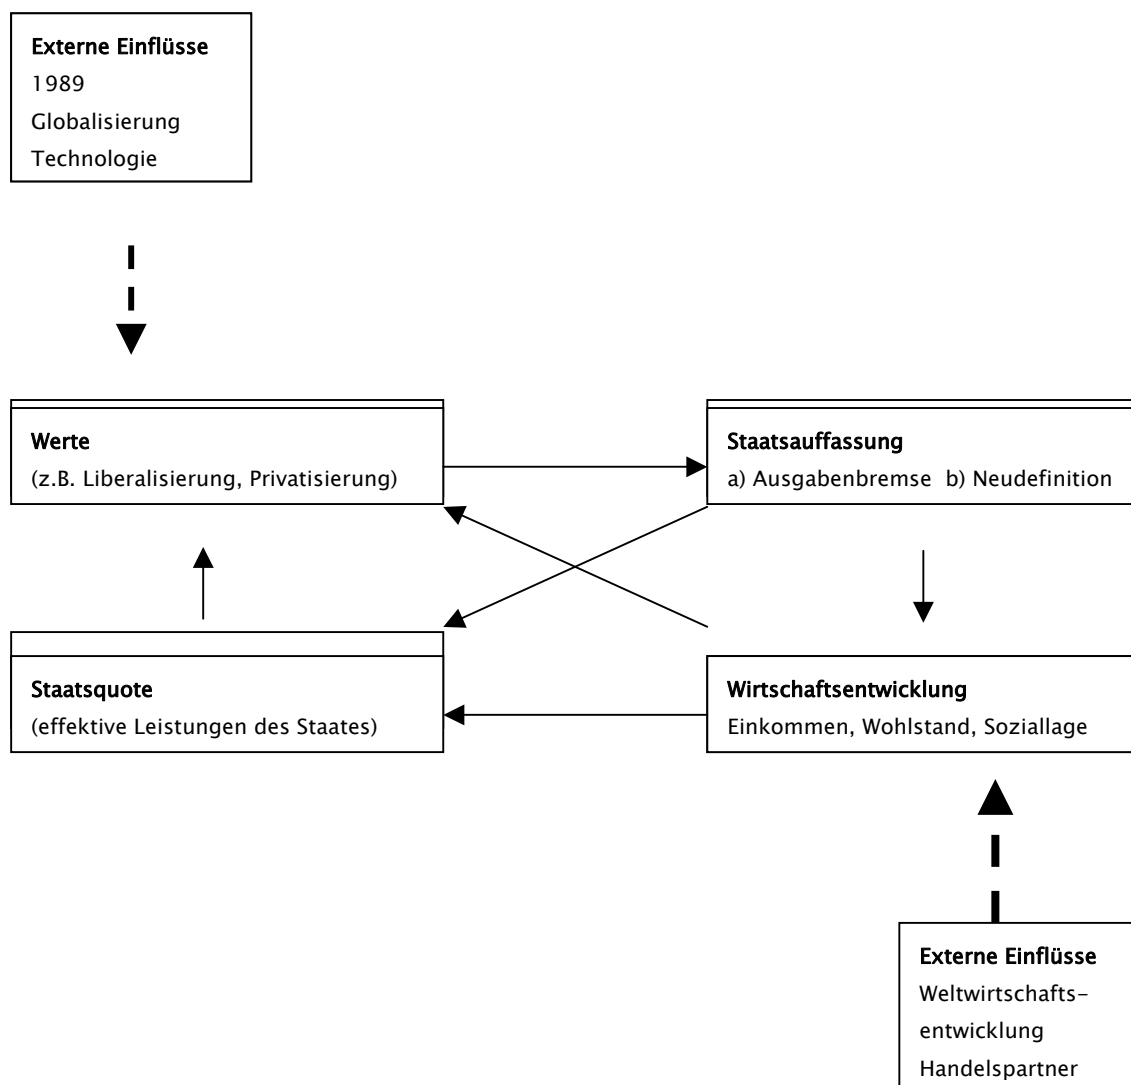 Externe Einflüsse
1989
Globalisierung
Technologie
Werte
(z.B. Liberalisierung, Privatisierung)
Staatsauffassung
a) Ausgabenbremse  b) Neudefinition
Staatsquote
(effektive Leistungen des Staates)
Wirtschaftsentwicklung
Einkommen, Wohlstand, Soziallage
Externe Einflüsse
Weltwirtschafts-
entwicklung
Handelspartner